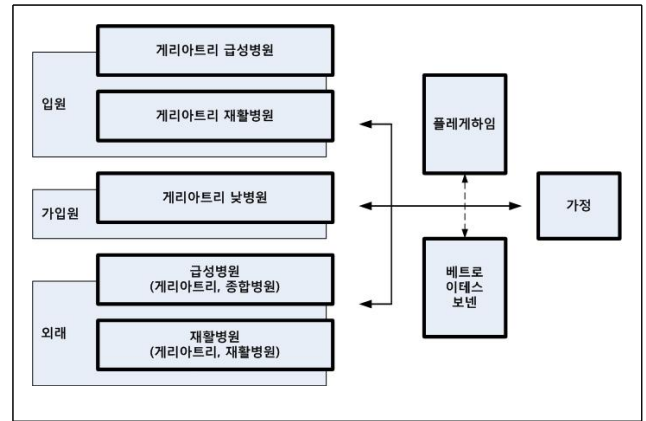 입원
게리아트리 급성병원
게리아트리 재활병원
가입원
게리아트리 낮병원
외래
급성병원
(게리아트리, 종합병원)
재활병원
(게리아트리, 재활병원)
플레게하임
베트로
이테스
보넨
가정